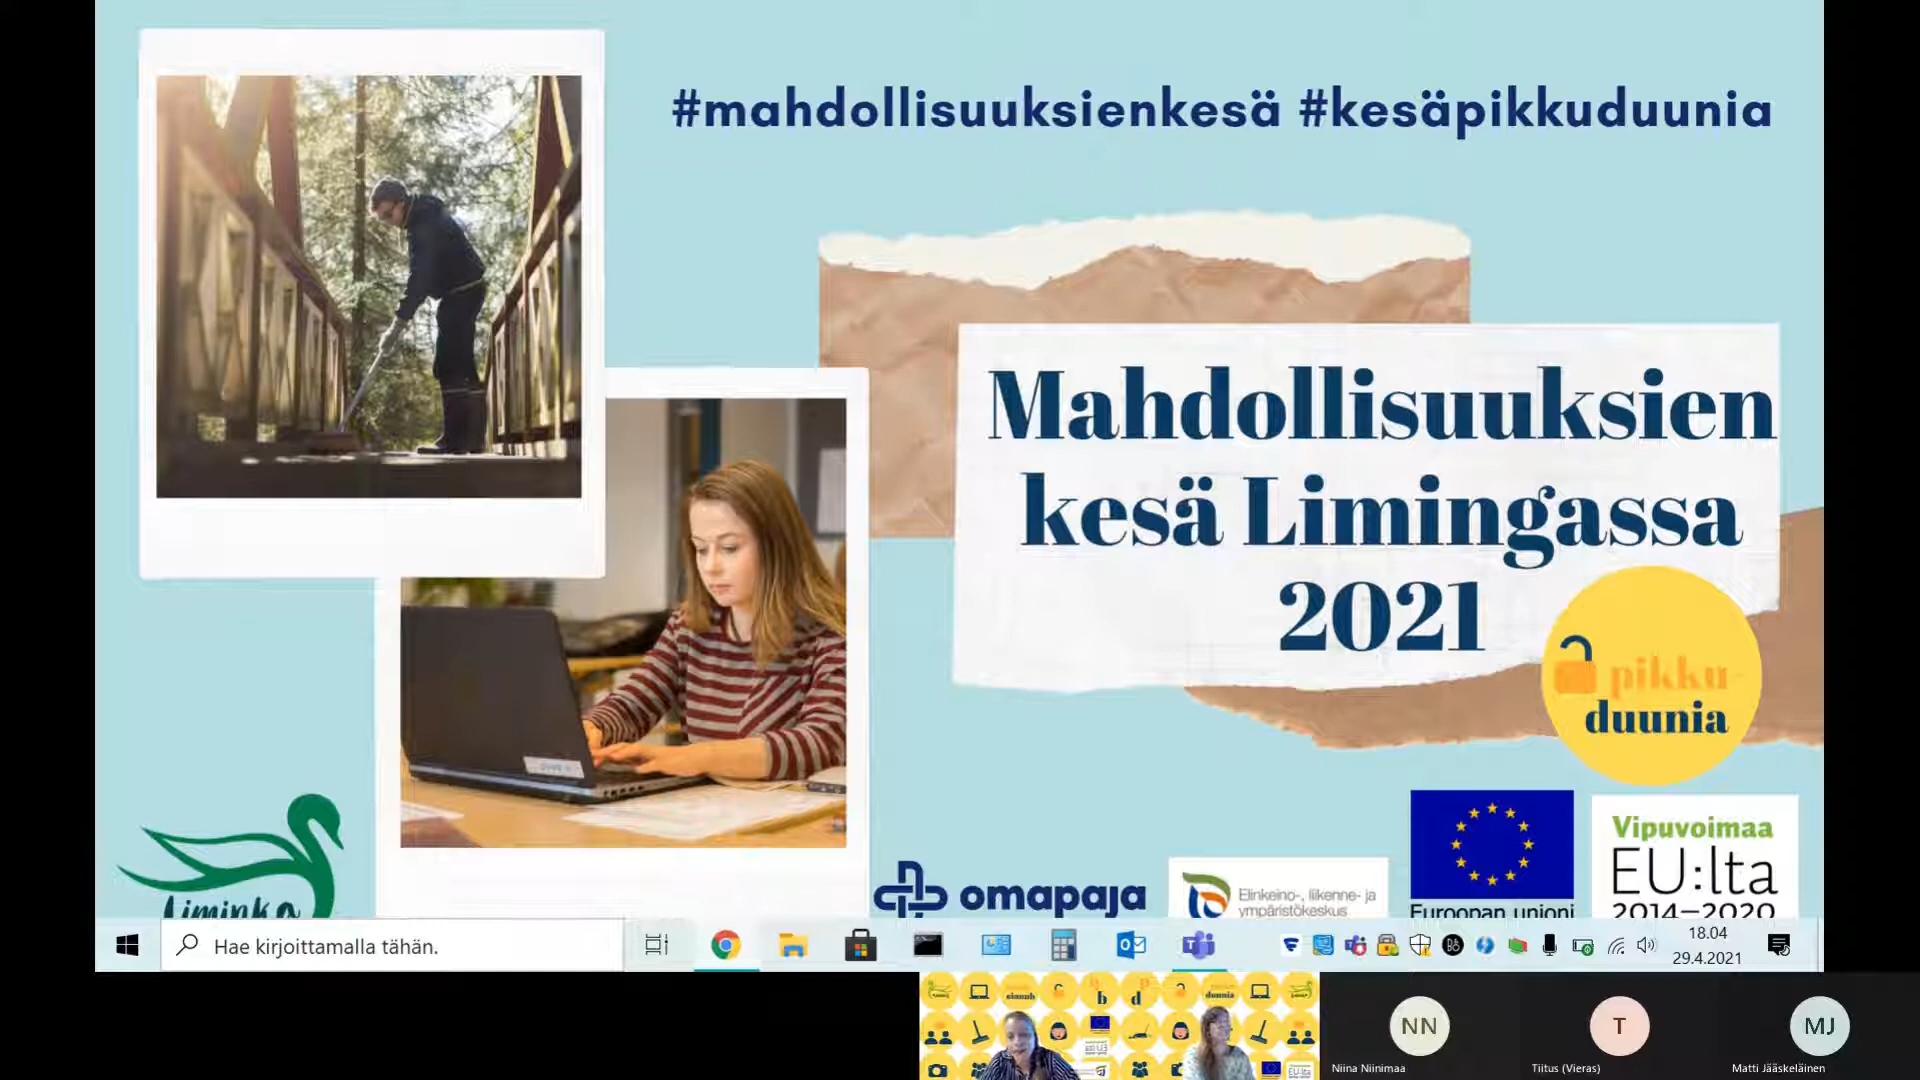 #mahdollisuuksienkesä #kesäpikkuduunia
Mahdollisuuksien
kesä Limingassa
2021
pikku
duunia
Liminka
omapaja
Elinkeino-, liikenne- ja
ympäristökeskus
Euroopan unioni
Vipuvoimaa
EU:lta
2014–2020
Hae kirjoittamalla tähän.
18.04
29.4.2021
NN
T
MJ
Niina Niinimaa
Tiitus (Vieras)
Matti Jääskeläinen